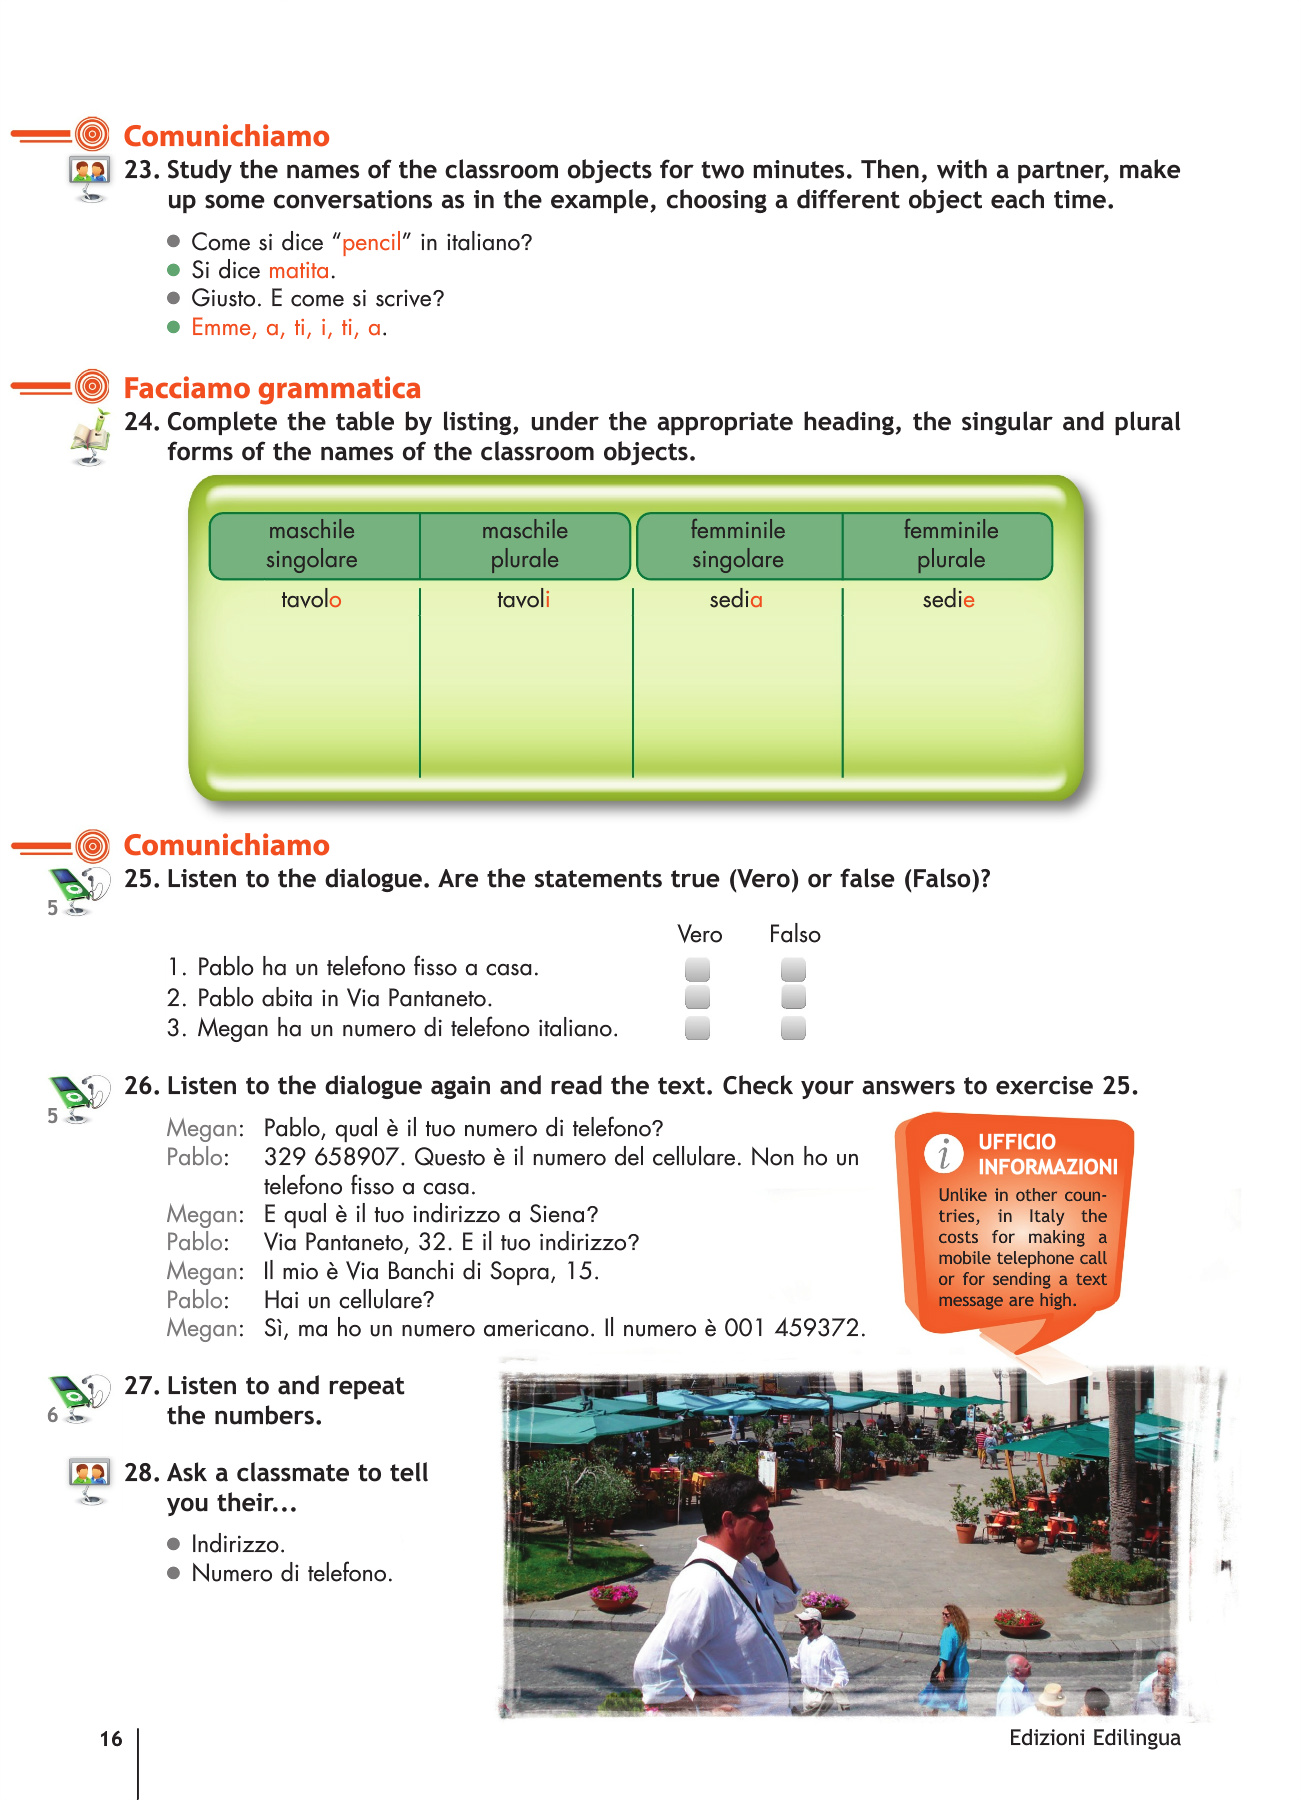 Comunichiamo
23. Study the names of the classroom objects for two minutes. Then, with a partner, make
up some conversations as in the example, choosing a different object each time.
● Come si dice “pencil” in italiano?
● Si dice matita.
● Giusto. E come si scrive?
● Emme, a, ti, i, ti, a.
Facciamo grammatica
24. Complete the table by listing, under the appropriate heading, the singular and plural
forms of the names of the classroom objects.
maschile singolare maschile plurale femminile singolare femminile plurale
tavolo tavoli sedia sedie
Comunichiamo
25. Listen to the dialogue. Are the statements true (Vero) or false (Falso)?
5
Vero Falso
1. Pablo ha un telefono fisso a casa.
2. Pablo abita in Via Pantaneto.
3. Megan ha un numero di telefono italiano.
26. Listen to the dialogue again and read the text. Check your answers to exercise 25.
5
Megan: Pablo, qual è il tuo numero di telefono?
Pablo: 329 658907. Questo è il numero del cellulare. Non ho un
telefono fisso a casa.
Megan: E qual è il tuo indirizzo a Siena?
Pablo: Via Pantaneto, 32. E il tuo indirizzo?
Megan: Il mio è Via Banchi di Sopra, 15.
Pablo: Hai un cellulare?
Megan: Sì, ma ho un numero americano. Il numero è 001 459372.
i
UFFICIO
INFORMAZIONI
Unlike in other coun-
tries, in Italy the
costs for making a
mobile telephone call
or for sending a text
message are high.
27. Listen to and repeat
the numbers.
6
28. Ask a classmate to tell
you their...
● Indirizzo.
● Numero di telefono.
16
Edizioni Edilingua